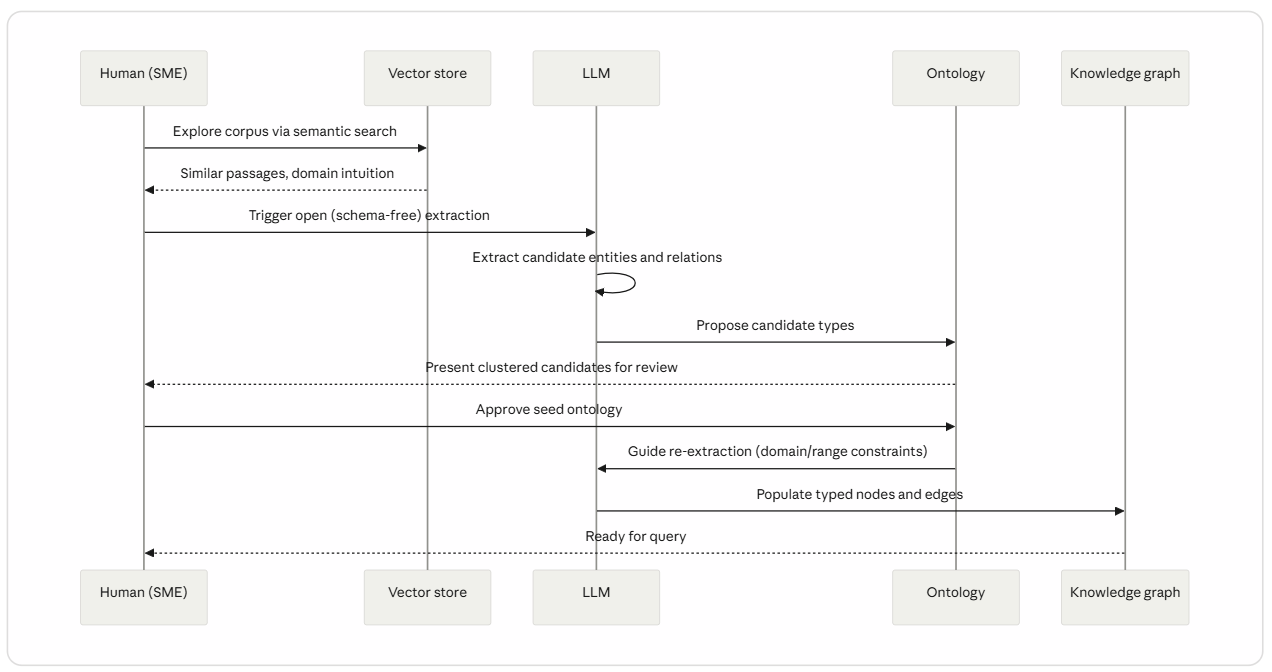 Human (SME)
Vector store
LLM
Ontology
Knowledge graph
Explore corpus via semantic search
Similar passages, domain intuition
Trigger open (schema-free) extraction
Extract candidate entities and relations
Propose candidate types
Present clustered candidates for review
Approve seed ontology
Guide re-extraction (domain/range constraints)
Populate typed nodes and edges
Ready for query
Human (SME)
Vector store
LLM
Ontology
Knowledge graph